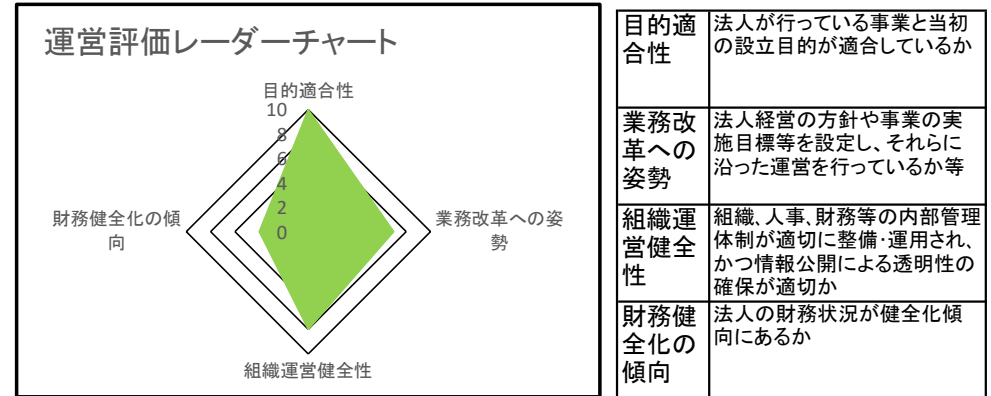 運営評価レーダーチャート
目的適合性
10
8
6
4
2
0
業務改革への姿
勢
組織運営健全性
財務健全化の傾
向
目的適
合性
法人が行っている事業と当初
の設立目的が適合しているか
業務改
革への
姿勢
法人経営の方針や事業の実
施目標等を設定し、それらに
沿った運営を行っているか等
組織運
営健全
性
組織、人事、財務等の内部管理
体制が適切に整備・運用され、
かつ情報公開による透明性の
確保が適切か
財務健
全化の
傾向
法人の財務状況が健全化傾
向にあるか